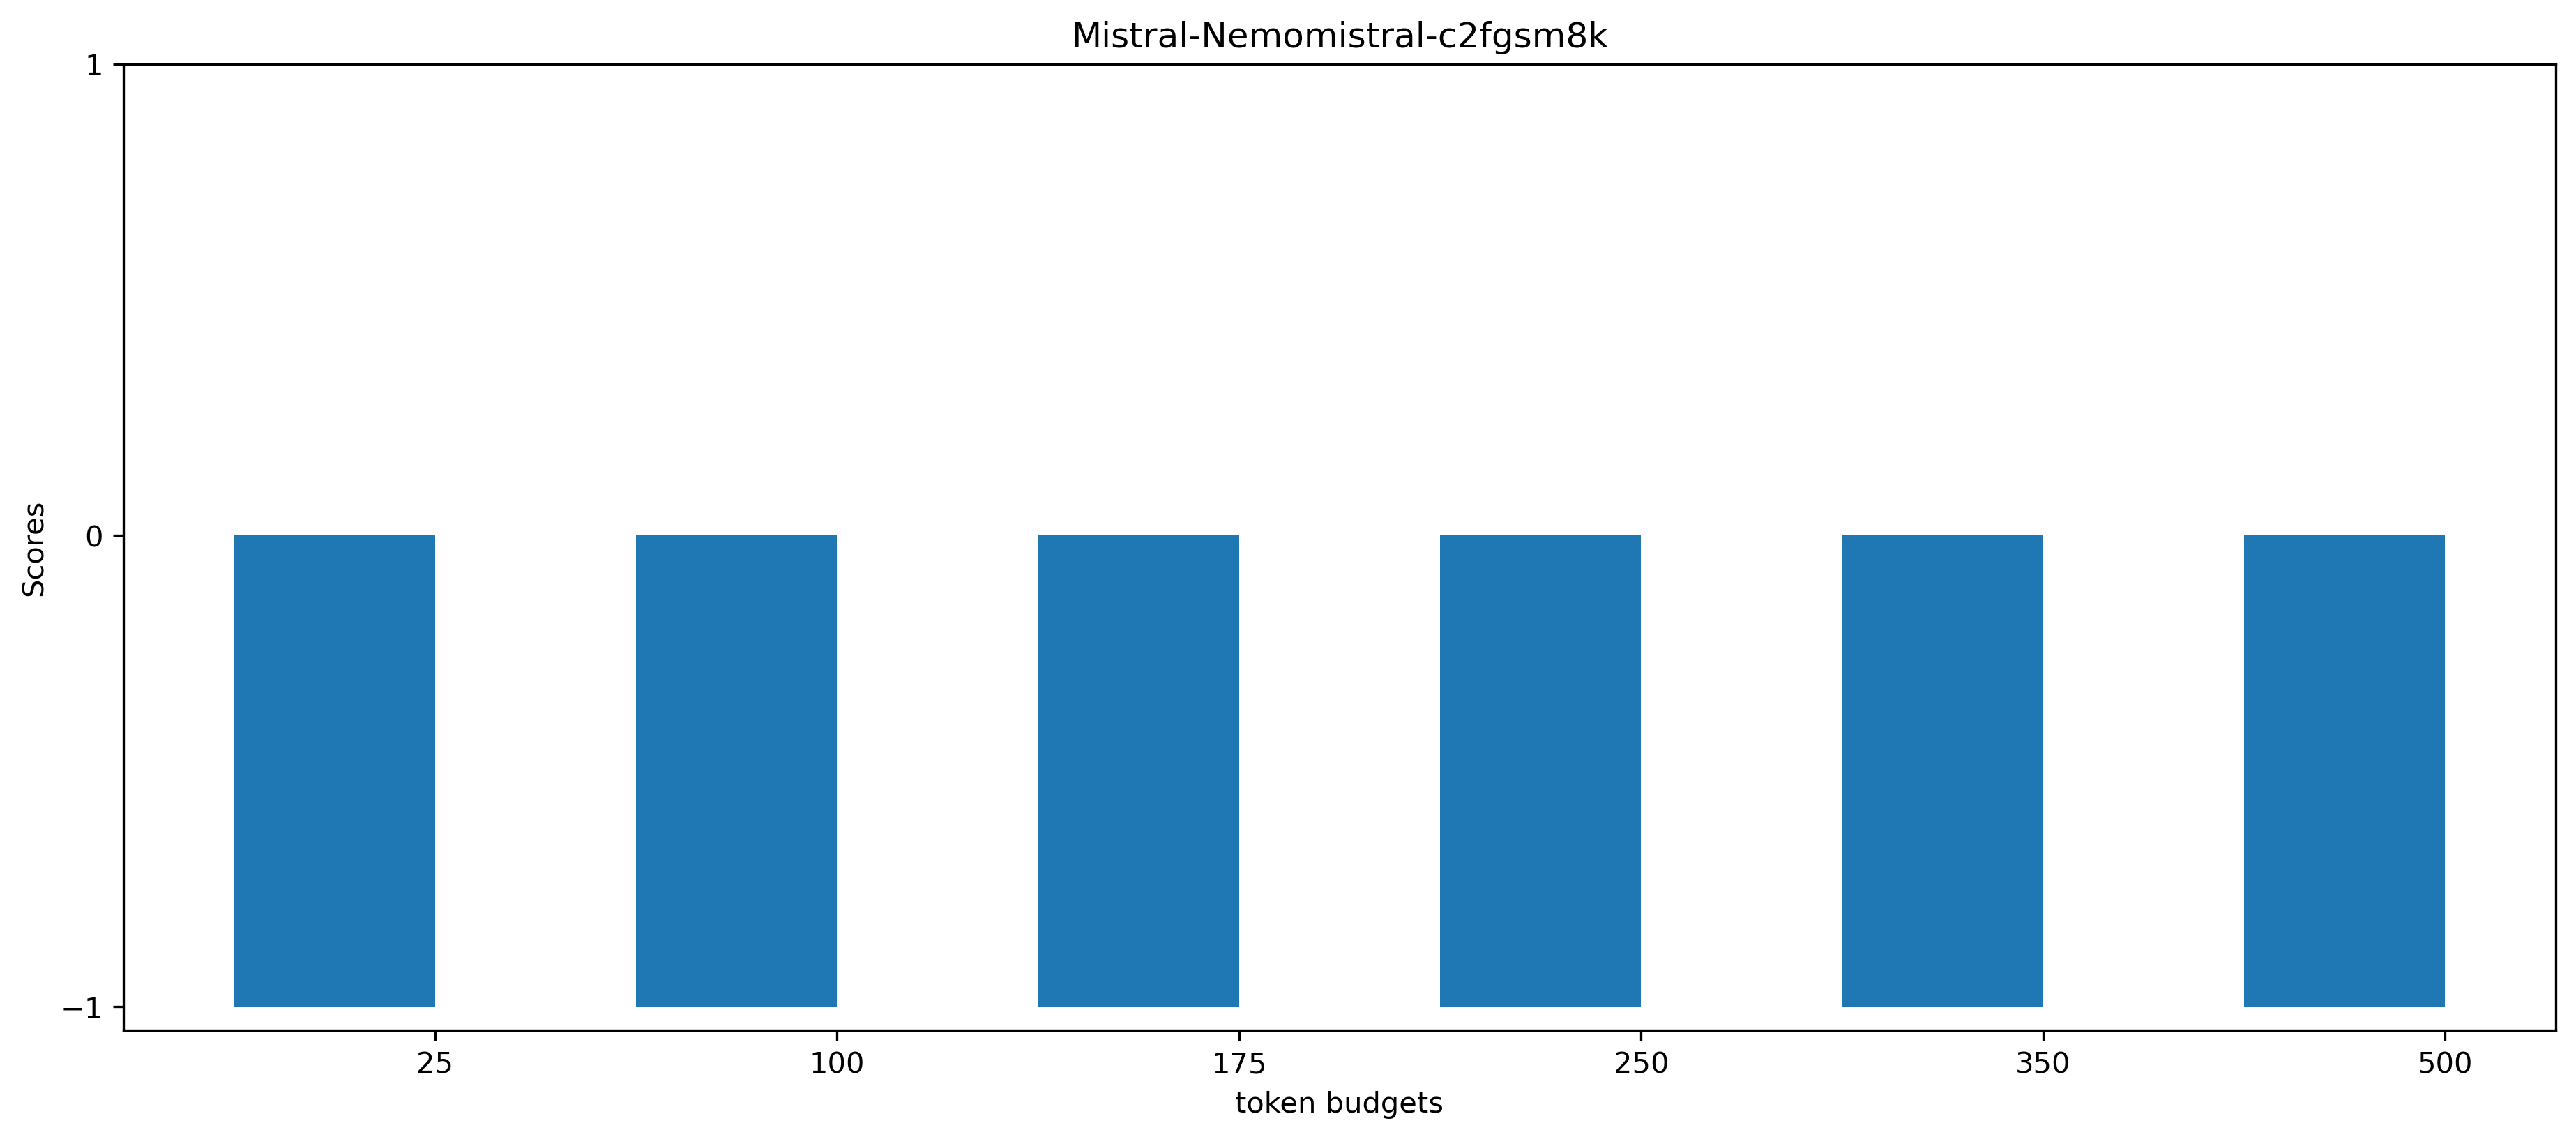 Mistral-Nemomistral-c2fgsm8k
1
0
−1
Scores
25 100 175 250 350 500
token budgets